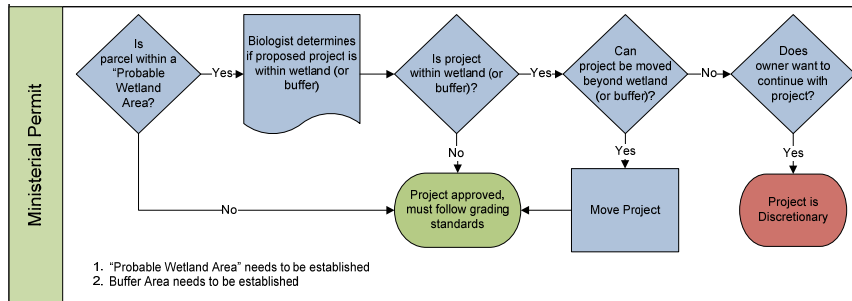 Ministerial Permit
Is
parcel within a
“Probable
Wetland
Area?
Yes
Biologist determines
if proposed project is
within wetland (or
buffer)
Is project
within wetland (or
buffer)?
Yes
Can
project be moved
beyond wetland
(or buffer)?
No
Does
owner want to
continue with
project?
No
Yes
Yes
No
Project approved,
must follow grading
standards
Move Project
Project is
Discretionary
1. “Probable Wetland Area” needs to be established
2. Buffer Area needs to be established